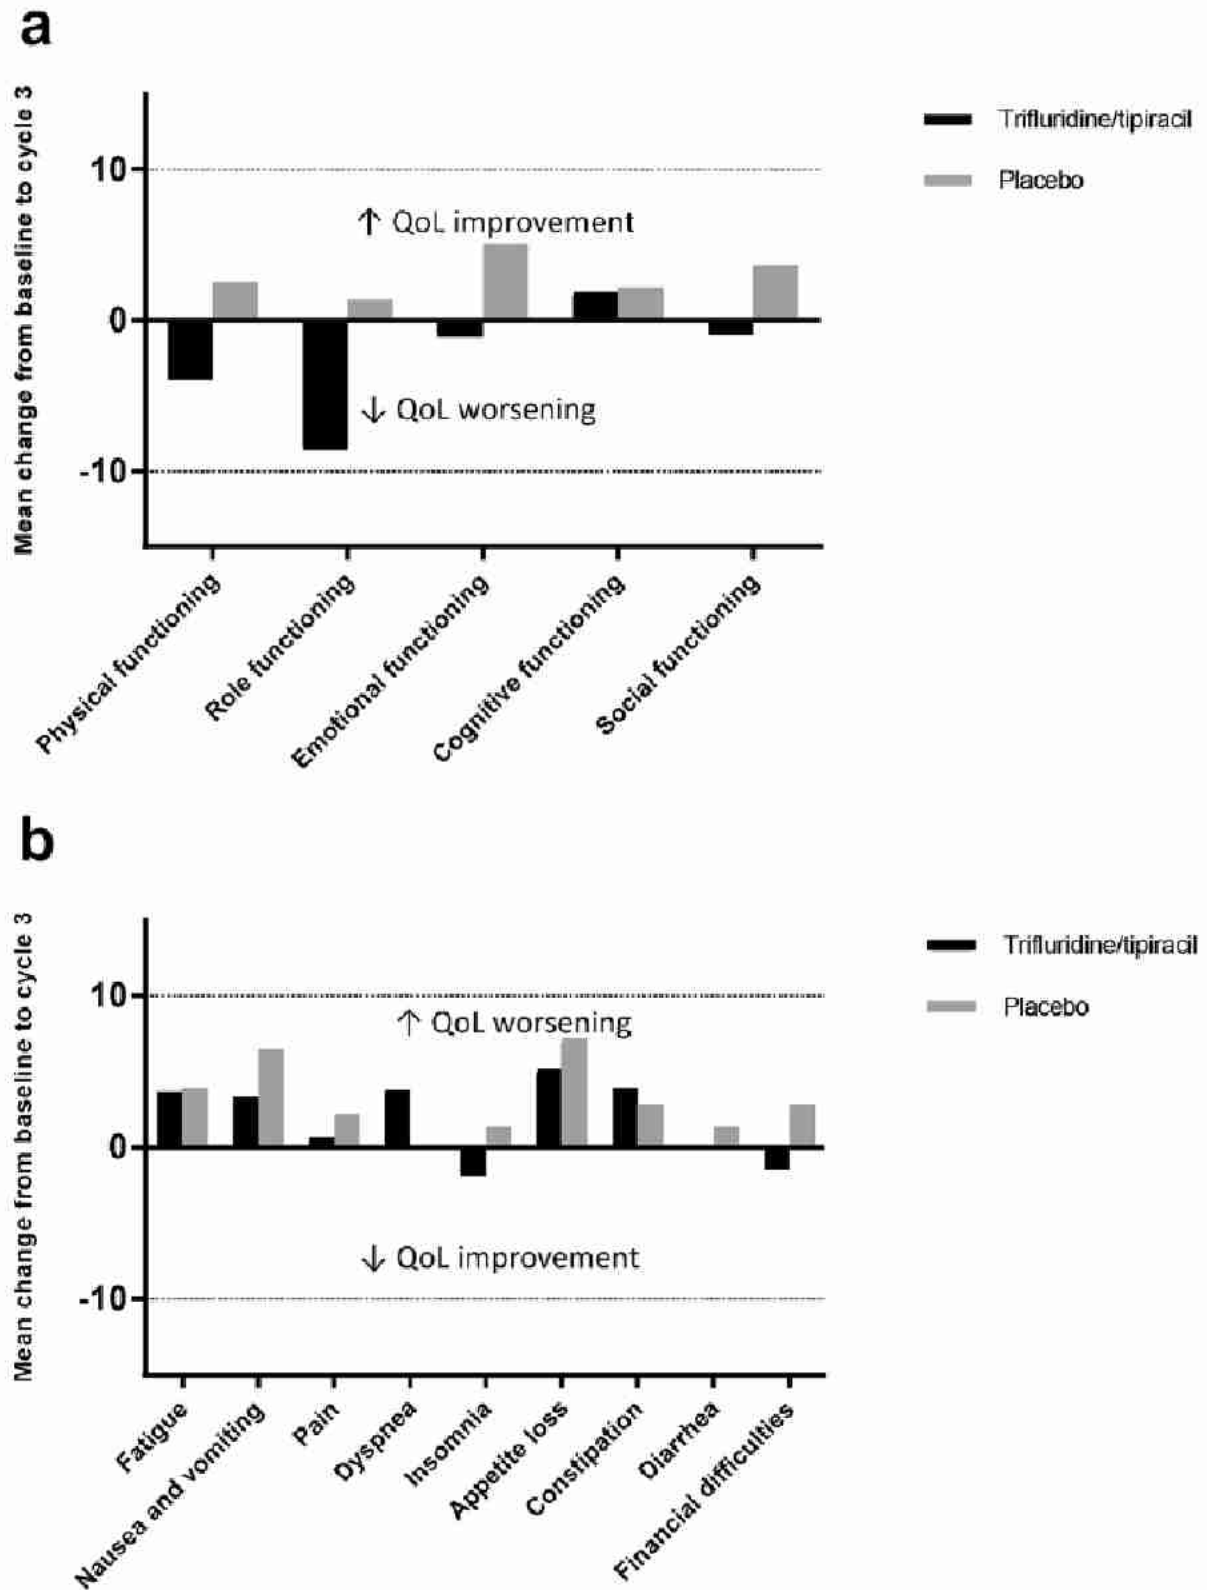 a
Mean change from baseline to cycle 3
10
0
-10
↑ QoL improvement
↓ QoL worsening
Trifluridine/tipiracil
Placebo
Physical functioning
Role functioning
Emotional functioning
Cognitive functioning
Social functioning
b
Mean change from baseline to cycle 3
10
0
-10
↑ QoL worsening
↓ QoL improvement
Trifluridine/tipiracil
Placebo
Fatigue
Nausea and vomiting
Pain
Dyspnea
Insomnia
Appetite loss
Constipation
Diarrhea
Financial difficulties